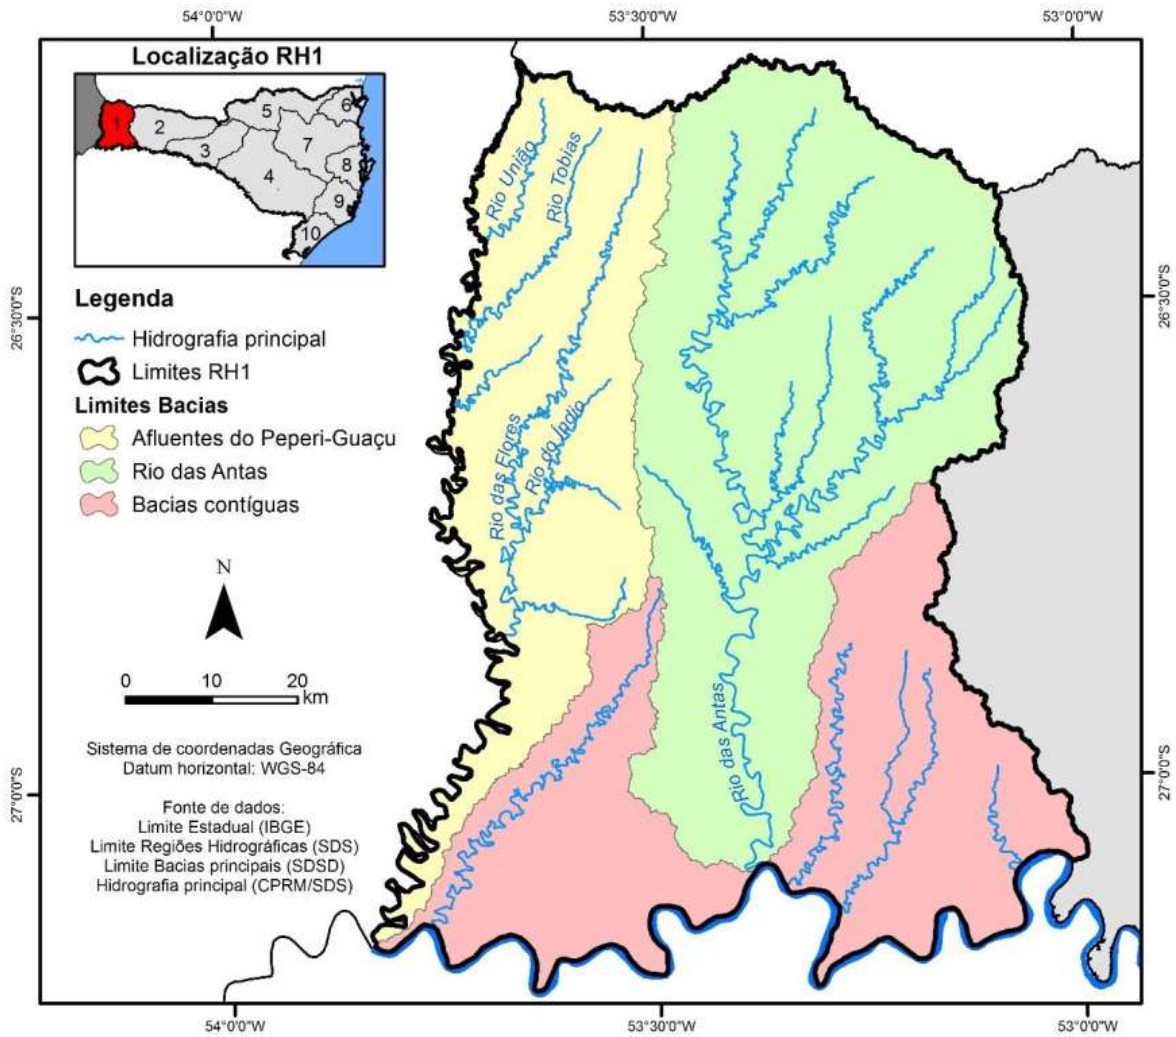 54°0'0"W
53°30'0"W
53°0'0"W
Localização RH1
1
2
3
4
5
6
7
8
9
10
26°30'0"S
26°30'0"S
Legenda
Hidrografia principal
Limites RH1
Limites Bacias
Afluentes do Peperi-Guaçu
Rio das Antas
Bacias contíguas
Rio União
Rio Tobias
Rio das Flores
Rio do Índio
Rio das Antas
N
0 10 20
km
Sistema de coordenadas Geográfica
Datum horizontal: WGS-84
Fonte de dados:
Limite Estadual (IBGE)
Limite Regiões Hidrográficas (SDS)
Limite Bacias principais (SDSD)
Hidrografia principal (CPRM/SDS)
27°0'0"S
27°0'0"S
54°0'0"W
53°30'0"W
53°0'0"W